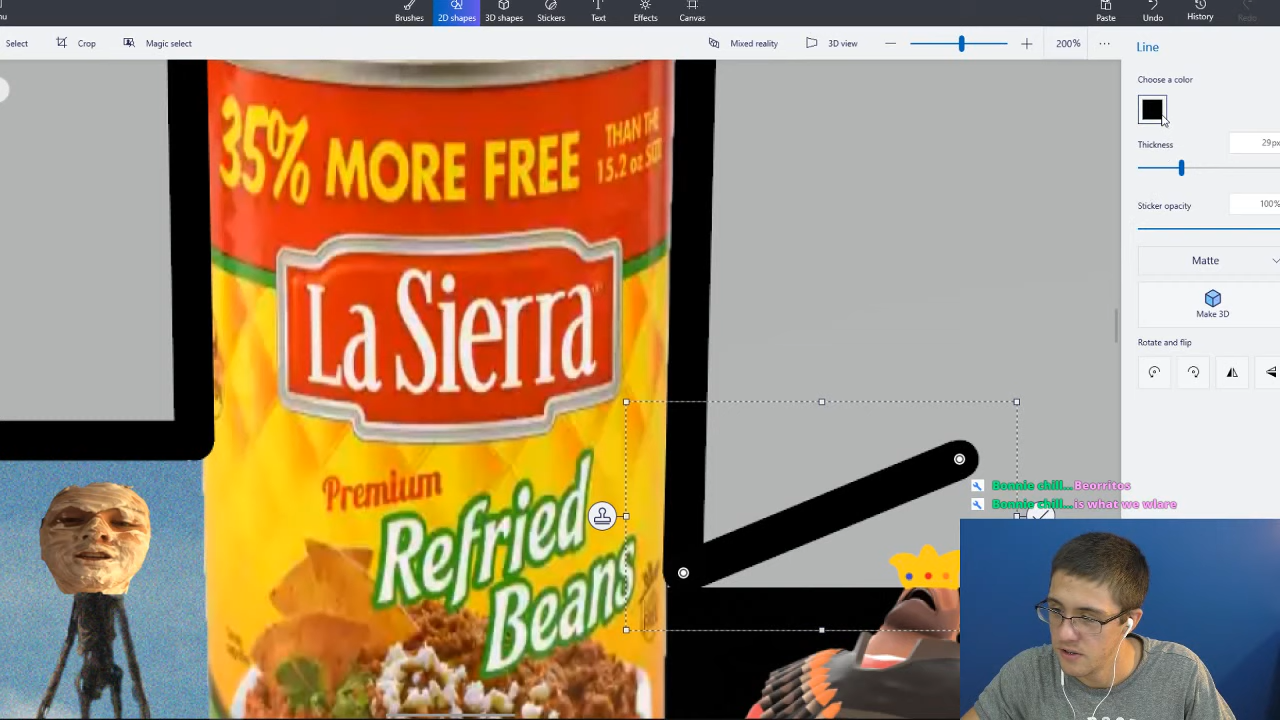 nu
Brushes
2D shapes
3D shapes
Stickers
Text
Effects
Canvas
Paste
Undo
History
Redo
Select
Crop
Magic select
Mixed reality
3D view
200%
Line
Choose a color
Thickness
29px
Sticker opacity
100%
Matte
Make 3D
Rotate and flip
35% MORE FREE
THAN THE
15.2 oz SIZE
La Sierra
Premium
Refried
Beans
Bonnie chill... Beorritos
Bonnie chill... is what we wlare